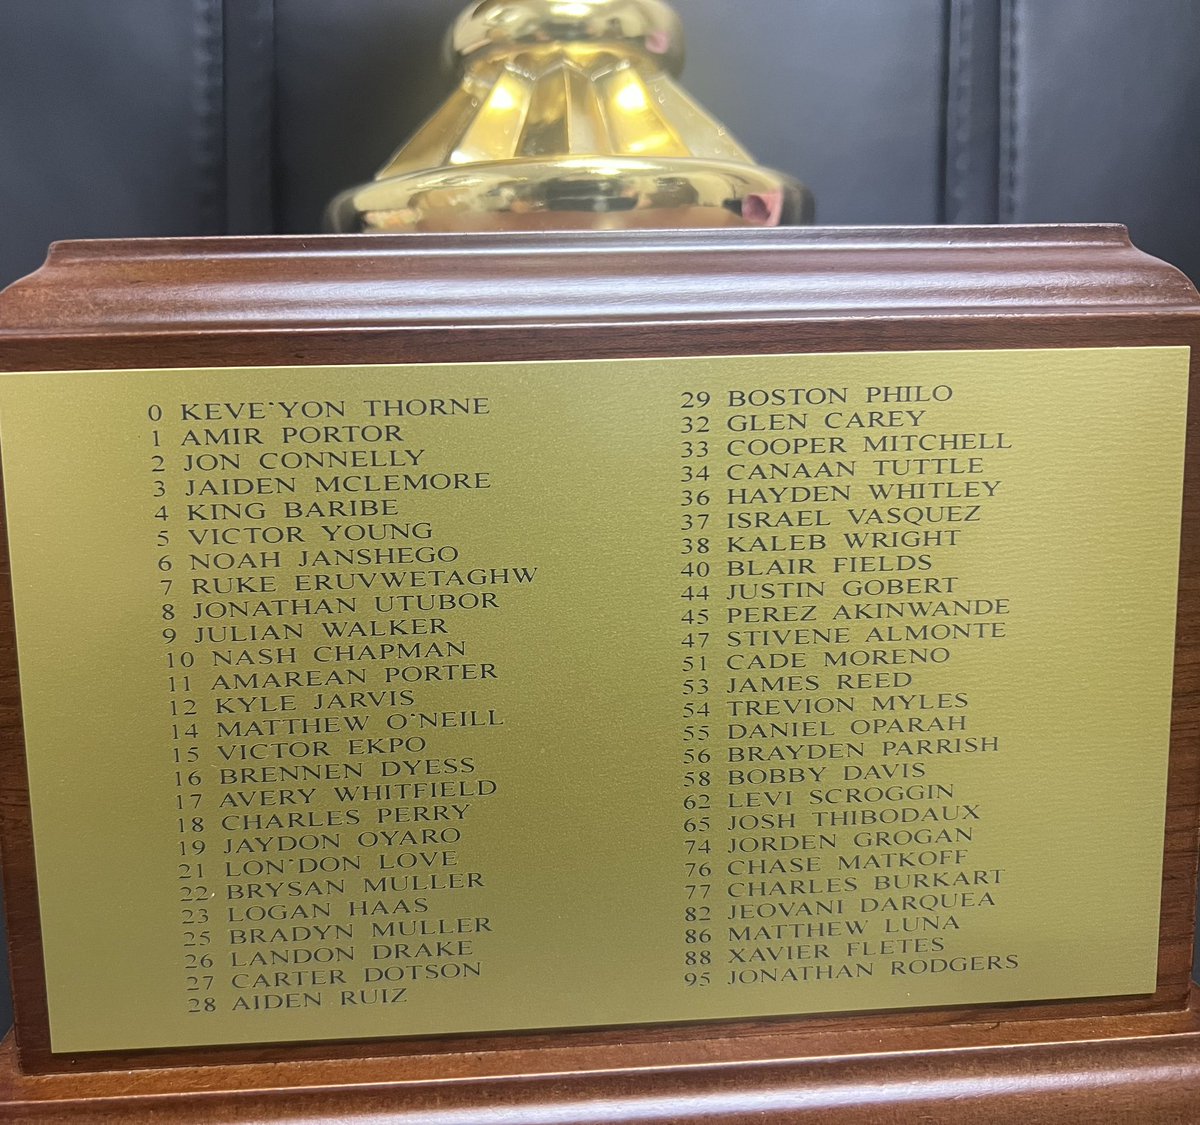 0 KEVE'YON THORNE
1 AMIR PORTOR
2 JON CONNELLY
3 JAIDEN MCLEMORE
4 KING BARIBE
5 VICTOR YOUNG
6 NOAH JANSHEGO
7 RUKE ERUVWETAGHW
8 JONATHAN UTUBOR
9 JULIAN WALKER
10 NASH CHAPMAN
11 AMAREAN PORTER
12 KYLE JARVIS
14 MATTHEW O'NEILL
15 VICTOR EKPO
16 BRENNEN DYESS
17 AVERY WHITFIELD
18 CHARLES PERRY
19 JAYDON OYARO
21 LON'DON LOVE
22 BRYSAN MULLER
23 LOGAN HAAS
25 BRADYN MULLER
26 LANDON DRAKE
27 CARTER DOTSON
28 AIDEN RUIZ
29 BOSTON PHILO
32 GLEN CAREY
33 COOPER MITCHELL
34 CANAAN TUTTLE
36 HAYDEN WHITLEY
37 ISRAEL VASQUEZ
38 KALEB WRIGHT
40 BLAIR FIELDS
44 JUSTIN GOBERT
45 PEREZ AKINWANDE
47 STIVENE ALMONTE
51 CADE MORENO
53 JAMES REED
54 TREVION MYLES
55 DANIEL OPARAH
56 BRAYDEN PARRISH
58 BOBBY DAVIS
62 LEVI SCROGGIN
65 JOSH THIBODAUX
74 JORDEN GROGAN
76 CHASE MATKOFF
77 CHARLES BURKART
82 JEOVANI DARQUEA
86 MATTHEW LUNA
88 XAVIER FLETES
95 JONATHAN RODGERS